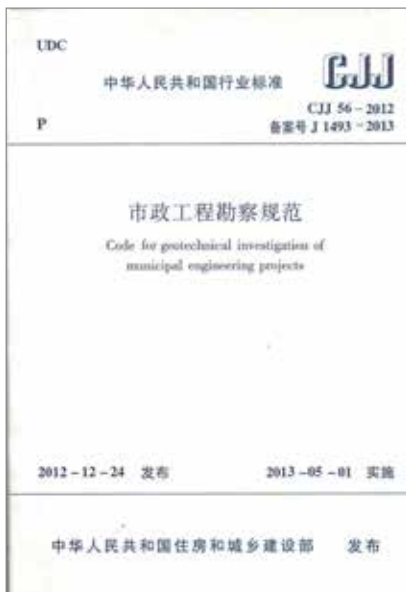 UDC
中华人民共和国行业标准
CJJ
P
CJJ 56-2012
备案号 J 1493-2013
市政工程勘察规范
Code for geotechnical investigation of
municipal engineering projects
2012-12-24 发布 2013-05-01 实施
中华人民共和国住房和城乡建设部 发布